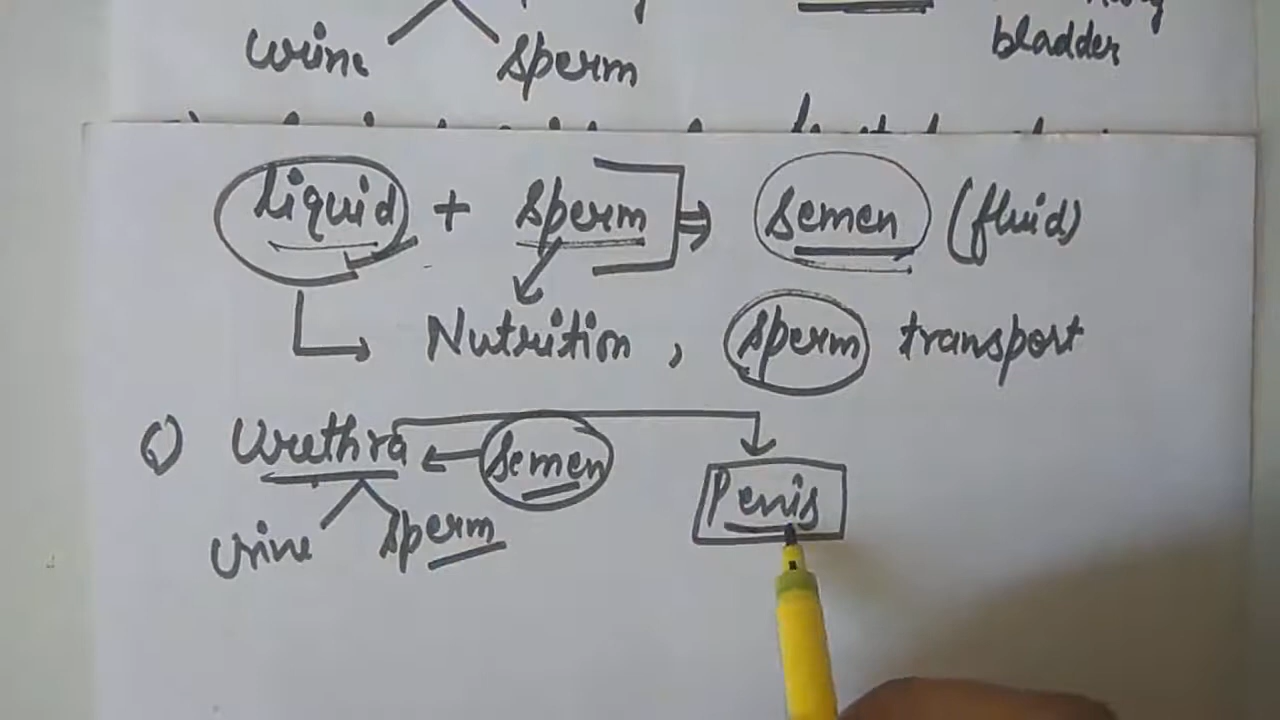 urine sperm
bladder
Liquid + sperm ⇒ semen (fluid)
Nutrition, sperm transport
Urethra ← semen
Penis
urine sperm